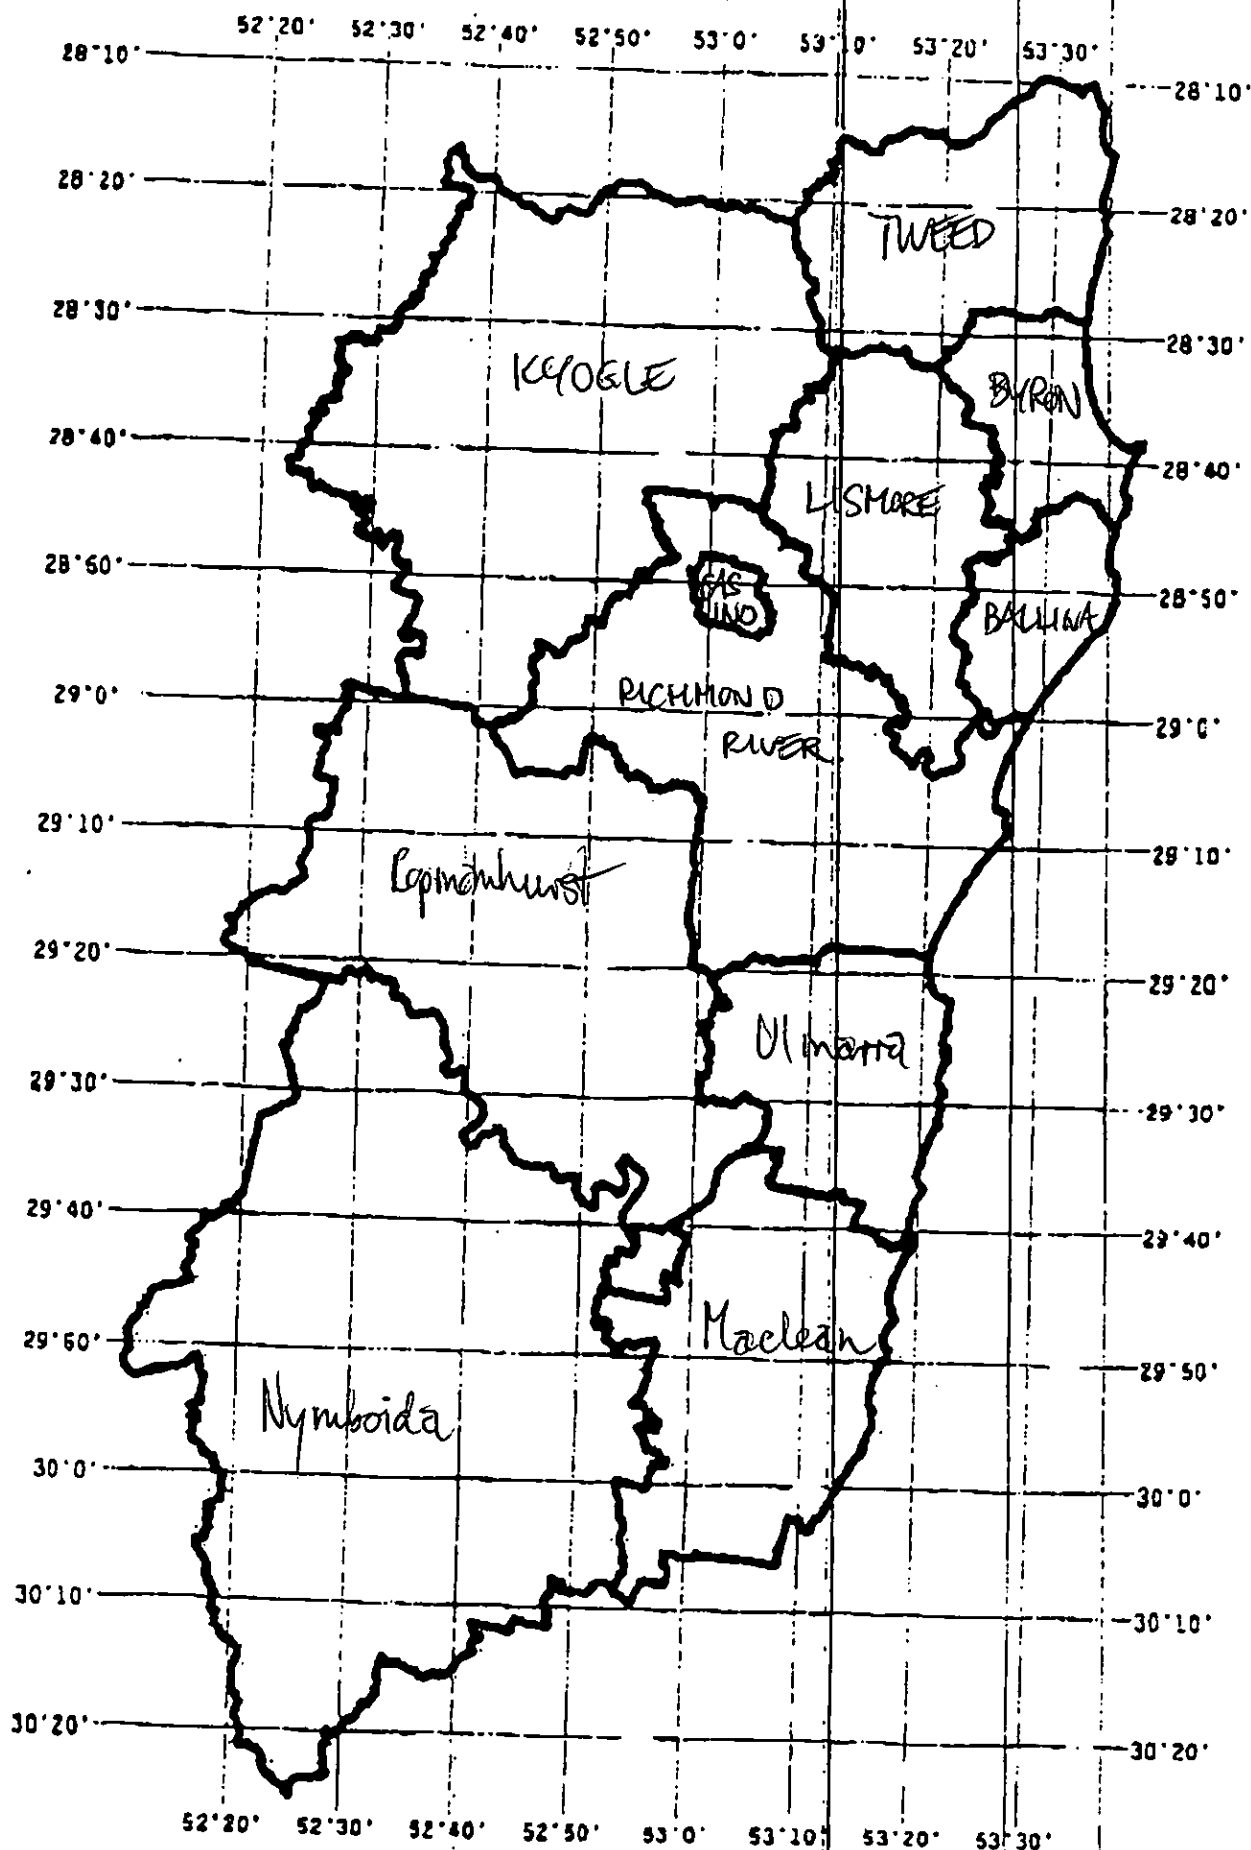 52°20' 52°30' 52°40' 52°50' 53°0' 53°10' 53°20' 53°30'
28°10' 28°10'
28°20' 28°20'
TWEED
28°30' 28°30'
KYOGLE
BYRON
28°40' 28°40'
LISMORE
28°50' 28°50'
CAS
INO
BALLINA
29°0' 29°0'
RICHMOND
RIVER
29°10' 29°10'
Copmanhurst
29°20' 29°20'
Ulmarra
29°30' 29°30'
29°40' 29°40'
Maclean
29°50' 29°50'
Nymboida
30°0' 30°0'
30°10' 30°10'
30°20' 30°20'
52°20' 52°30' 52°40' 52°50' 53°0' 53°10' 53°20' 53°30'